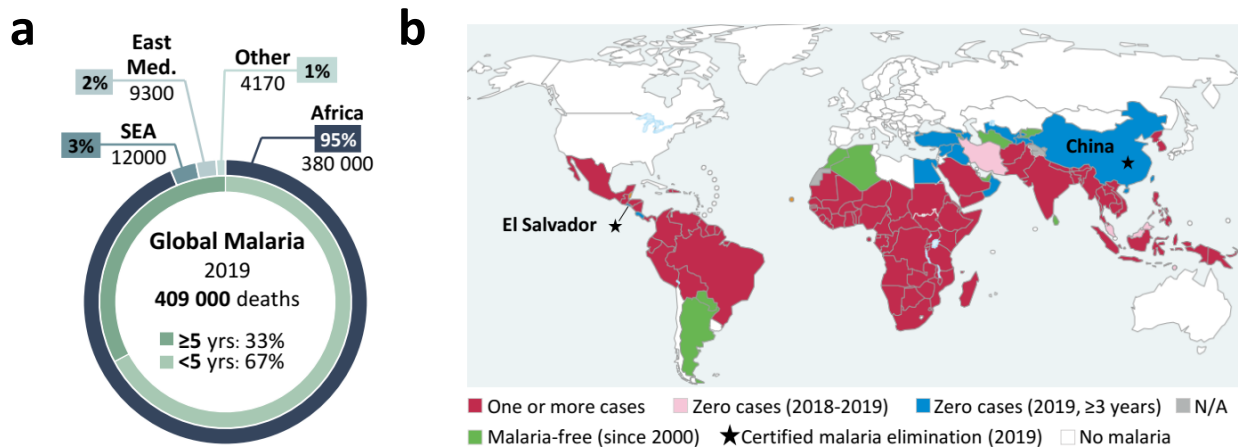 a
East
Med.
2%
9300
Other
4170
1%
SEA
3%
12000
Africa
95%
380 000
Global Malaria
2019
409 000 deaths
≥5 yrs: 33%
<5 yrs: 67%
b
China
El Salvador
One or more cases
Zero cases (2018-2019)
Zero cases (2019, ≥3 years)
N/A
Malaria-free (since 2000)
Certified malaria elimination (2019)
No malaria